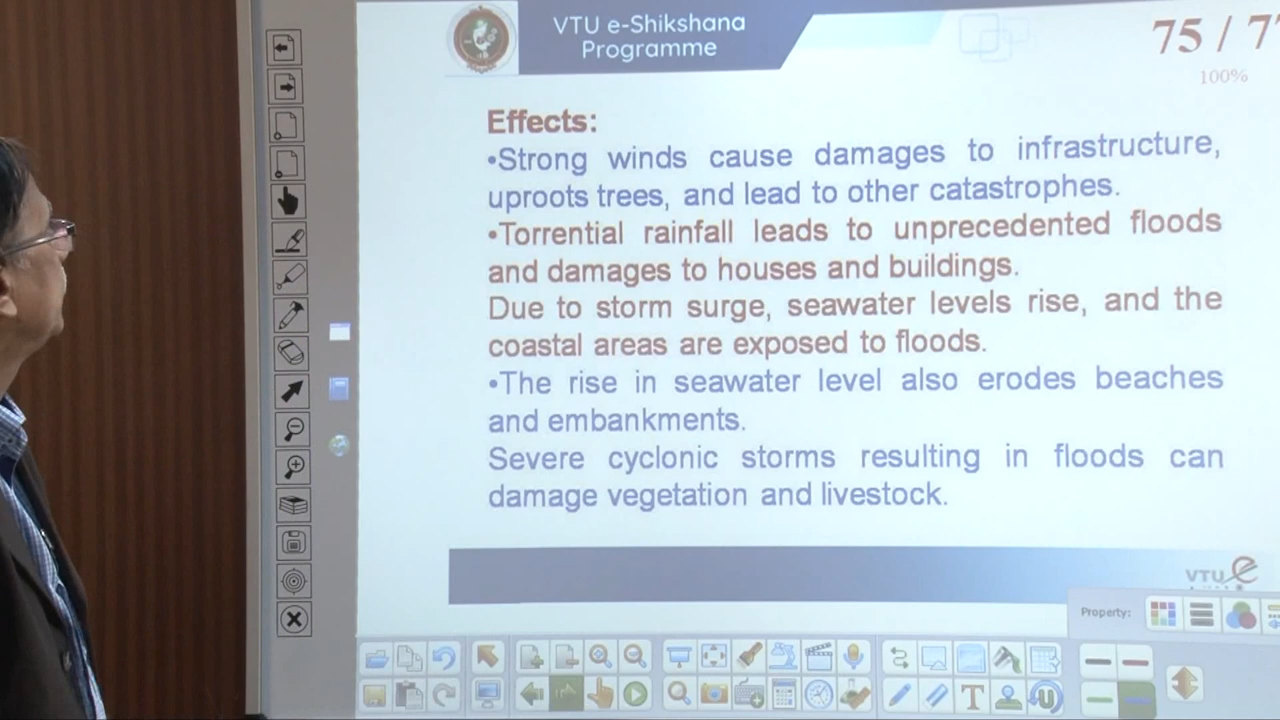 VTU e-Shikshana
Programme
75 / 77
100%
Effects:
•Strong winds cause damages to infrastructure,
uproots trees, and lead to other catastrophes.
•Torrential rainfall leads to unprecedented floods
and damages to houses and buildings.
Due to storm surge, seawater levels rise, and the
coastal areas are exposed to floods.
•The rise in seawater level also erodes beaches
and embankments.
Severe cyclonic storms resulting in floods can
damage vegetation and livestock.
VTU e
Property: